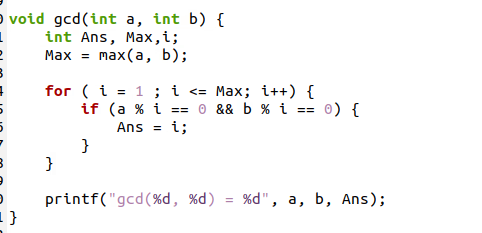 void gcd(int a, int b) {
    int Ans, Max,i;
    Max = max(a, b);

    for ( i = 1 ; i <= Max; i++) {
        if (a % i == 0 && b % i == 0) {
            Ans = i;
        }
    }

    printf("gcd(%d, %d) = %d", a, b, Ans);
}